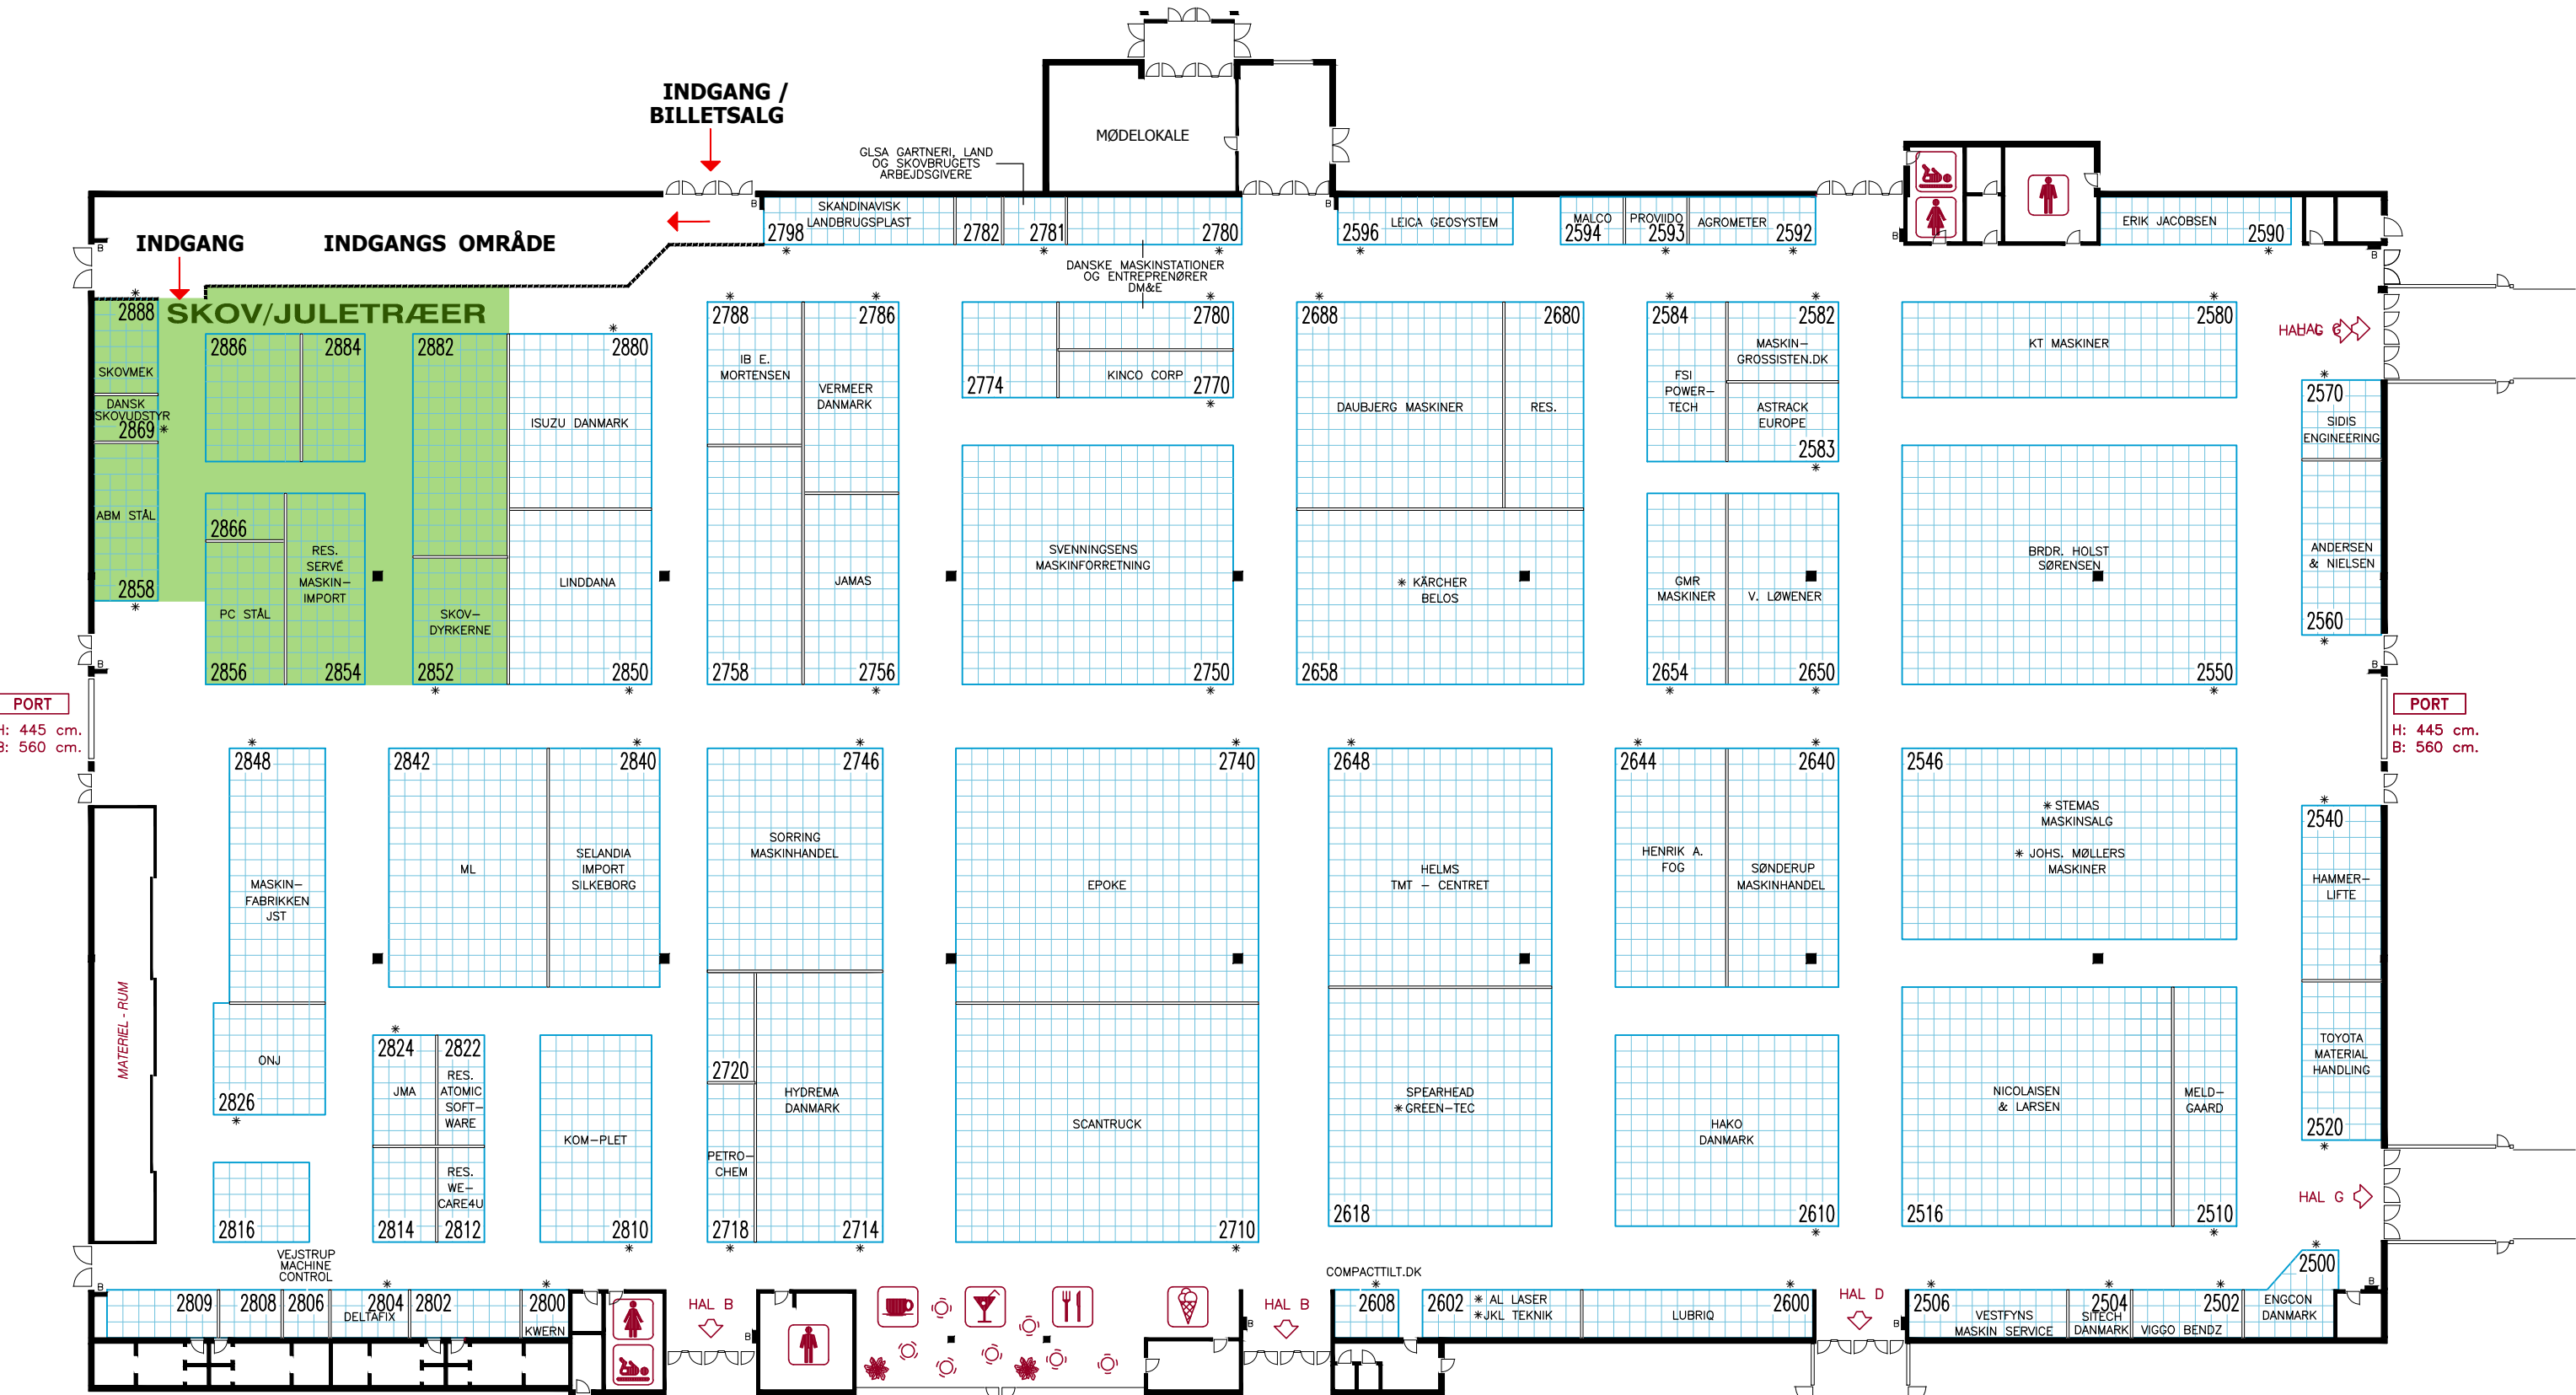 INDGANG /
BILLETSALG
MØDELOKALE
GLSA GARTNERI, LAND
OG SKOVBRUGETS
ARBEJDSGIVERE
INDGANG
INDGANGS OMRÅDE
B
B
B
B
B
SKANDINAVISK
LANDBRUGSPLAST
2798
2782
2781
2780
LEICA GEOSYSTEM
2596
MALCO
2594
PROVIIDO
2593
AGROMETER
2592
ERIK JACOBSEN
2590
DANSKE MASKINSTATIONER
OG ENTREPRENØRER
DM&E
SKOV/JULETRÆER
2888
SKOVMEK
DANSK
SKOVUDSTYR
2869
ABM STÅL
2858
2886
2884
2882
2880
ISUZU DANMARK
2866
RES.
SERVÉ
MASKIN-
IMPORT
PC STÅL
2856
2854
SKOV-
DYRKERNE
2852
LINDDANA
2850
2788
IB E.
MORTENSEN
2786
VERMEER
DANMARK
JAMAS
2758
2756
2774
2780
KINCO CORP
2770
SVENNINGSENS
MASKINFORRETNING
2750
2688
DAUBJERG MASKINER
2680
RES.
* KÄRCHER
BELOS
2658
2584
FSI
POWER-
TECH
2582
MASKIN-
GROSSISTEN.DK
ASTRACK
EUROPE
2583
GMR
MASKINER
V. LØWENER
2654
2650
2580
KT MASKINER
BRDR. HOLST
SØRENSEN
2550
HAL G
2570
SIDIS
ENGINEERING
ANDERSEN
& NIELSEN
2560
B
B
PORT
H: 445 cm.
B: 560 cm.
PORT
H: 445 cm.
B: 560 cm.
2848
MASKIN-
FABRIKKEN
JST
ONJ
2826
2816
MATERIEL - RUM
2842
ML
2840
SELANDIA
IMPORT
SILKEBORG
2824
JMA
2822
RES.
ATOMIC
SOFT-
WARE
RES.
WE-
CARE4U
2814
2812
KOM-PLET
2810
2746
SORRING
MASKINHANDEL
2720
HYDREMA
DANMARK
PETRO-
CHEM
2718
2714
2740
EPOKE
SCANTRUCK
2710
2648
HELMS
TMT - CENTRET
SPEARHEAD
* GREEN-TEC
2618
2644
HENRIK A.
FOG
2640
SØNDERUP
MASKINHANDEL
HAKO
DANMARK
2610
2546
* STEMAS
MASKINSALG
* JOHS. MØLLERS
MASKINER
NICOLAISEN
& LARSEN
2516
MELD-
GAARD
2510
2540
HAMMER-
LIFTE
TOYOTA
MATERIAL
HANDLING
2520
HAL G
VEJSTRUP
MACHINE
CONTROL
B
2809
2808
2806
2804
DELTAFIX
2802
2800
KWERN
HAL B
B
HAL B
B
COMPACTTILT.DK
2608
2602
* AL LASER
* JKL TEKNIK
LUBRIQ
2600
HAL D
B
2506
VESTFYNS
MASKIN SERVICE
2504
SITECH
DANMARK
2502
VIGGO BENDZ
2500
ENGCON
DANMARK
B